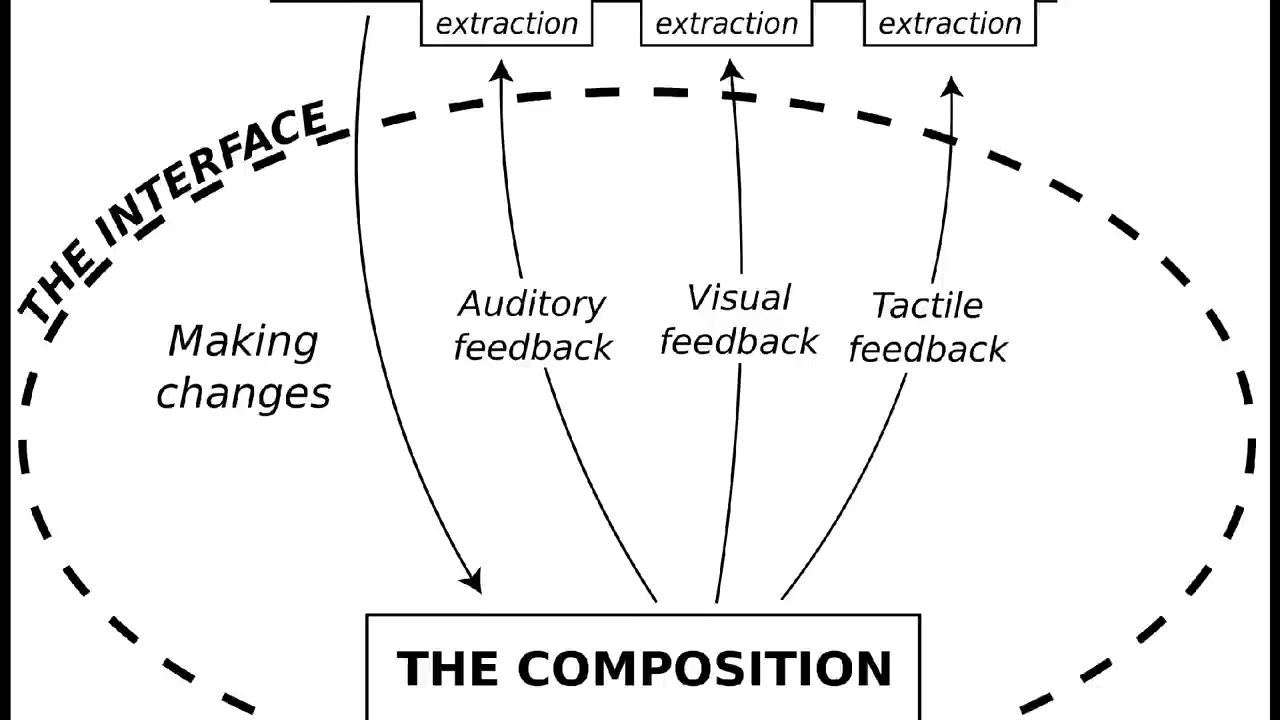 extraction
extraction
extraction
THE INTERFACE
Making
changes
Auditory
feedback
Visual
feedback
Tactile
feedback
THE COMPOSITION